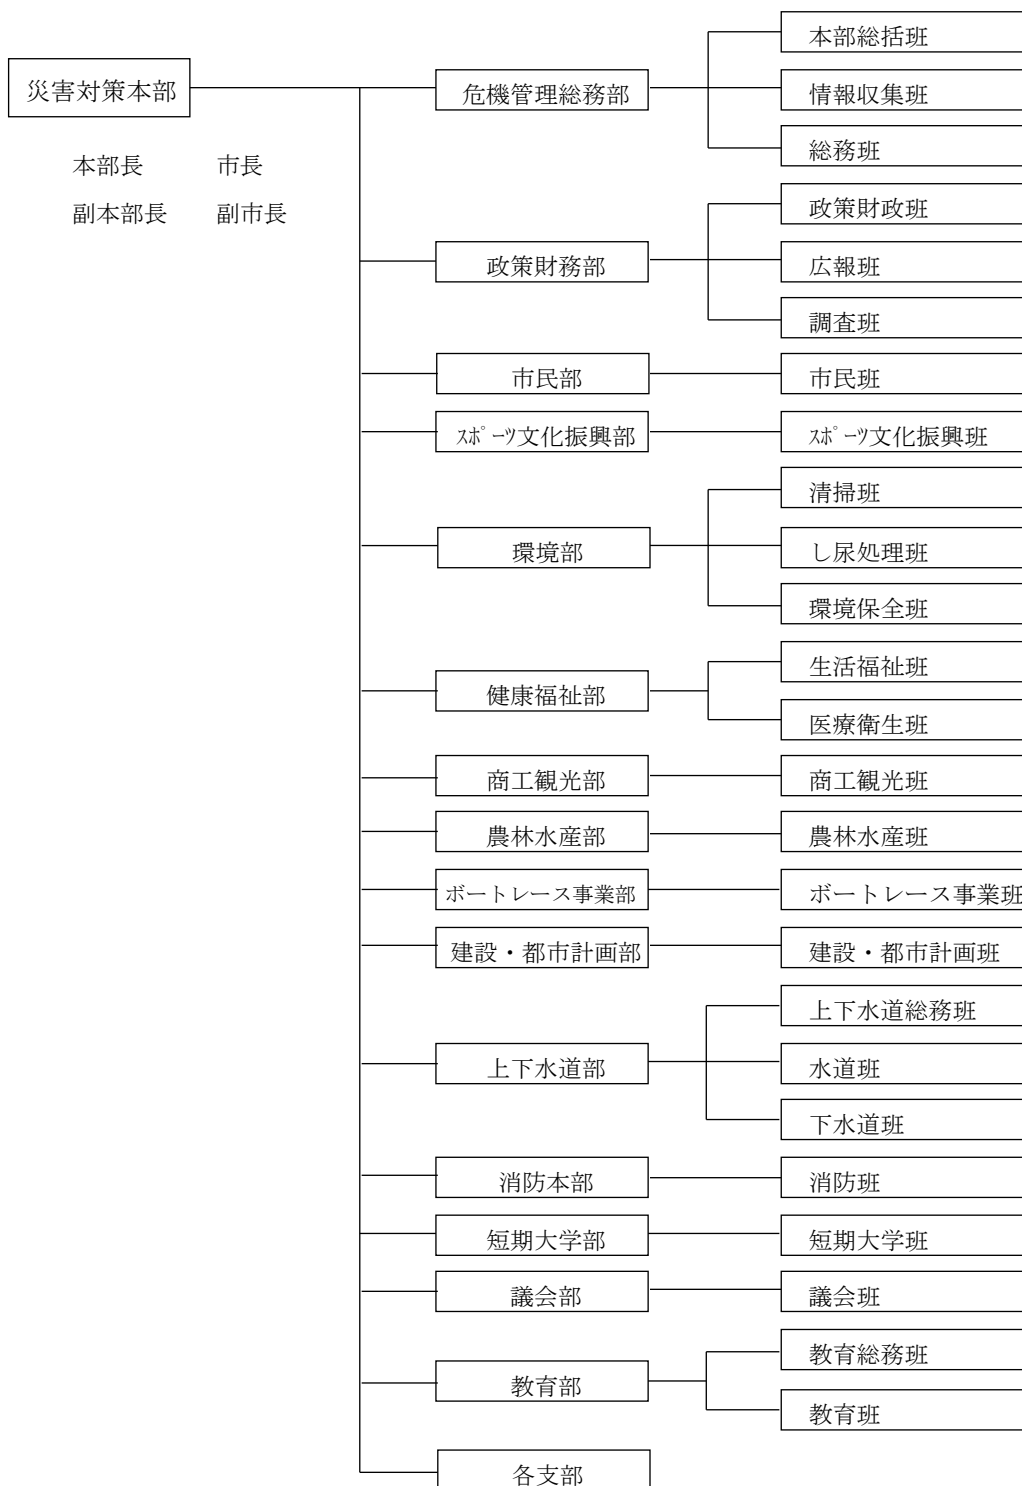 災害対策本部
本部長 市長
副本部長 副市長
危機管理総務部
本部総括班
情報収集班
総務班
政策財務部
政策財政班
広報班
調査班
市民部
市民班
スポーツ文化振興部
スポーツ文化振興班
環境部
清掃班
し尿処理班
環境保全班
健康福祉部
生活福祉班
医療衛生班
商工観光部
商工観光班
農林水産部
農林水産班
ボートレース事業部
ボートレース事業班
建設・都市計画部
建設・都市計画班
上下水道部
上下水道総務班
水道班
下水道班
消防本部
消防班
短期大学部
短期大学班
議会部
議会班
教育部
教育総務班
教育班
各支部